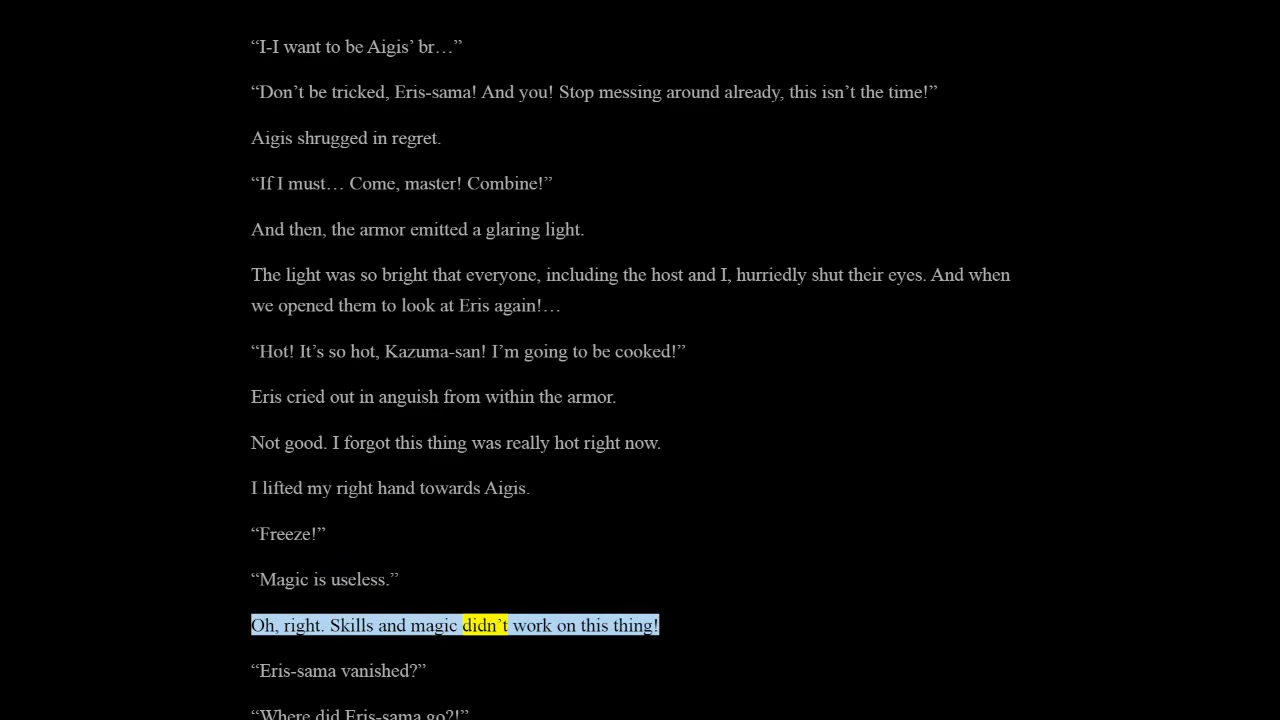 “I-I want to be Aigis’ br…”
“Don’t be tricked, Eris-sama! And you! Stop messing around already, this isn’t the time!”
Aigis shrugged in regret.
“If I must… Come, master! Combine!”
And then, the armor emitted a glaring light.
The light was so bright that everyone, including the host and I, hurriedly shut their eyes. And when
we opened them to look at Eris again!…
“Hot! It’s so hot, Kazuma-san! I’m going to be cooked!”
Eris cried out in anguish from within the armor.
Not good. I forgot this thing was really hot right now.
I lifted my right hand towards Aigis.
“Freeze!”
“Magic is useless.”
Oh, right. Skills and magic didn’t work on this thing!
“Eris-sama vanished?”
“Where did Eris-sama go?!”